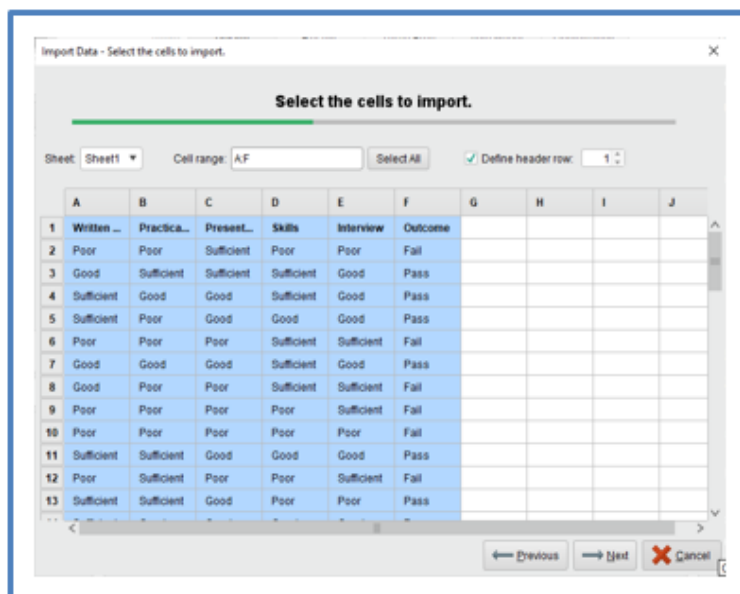 Import Data - Select the cells to import.
Select the cells to import.
Sheet: Sheet1 Cell range: A:F Select All Define header row: 1
A B C D E F G H I J
1 Written ... Practica... Present... Skills Interview Outcome
2 Poor Poor Sufficient Poor Poor Fail
3 Good Sufficient Sufficient Sufficient Good Pass
4 Sufficient Good Good Sufficient Good Pass
5 Sufficient Poor Good Good Good Pass
6 Poor Poor Poor Sufficient Sufficient Fail
7 Good Good Good Sufficient Good Pass
8 Good Poor Poor Sufficient Sufficient Fail
9 Poor Poor Poor Poor Sufficient Fail
10 Poor Poor Poor Poor Poor Fail
11 Sufficient Sufficient Good Good Good Pass
12 Poor Sufficient Poor Poor Sufficient Fail
13 Sufficient Sufficient Good Poor Poor Pass
Previous Next Cancel